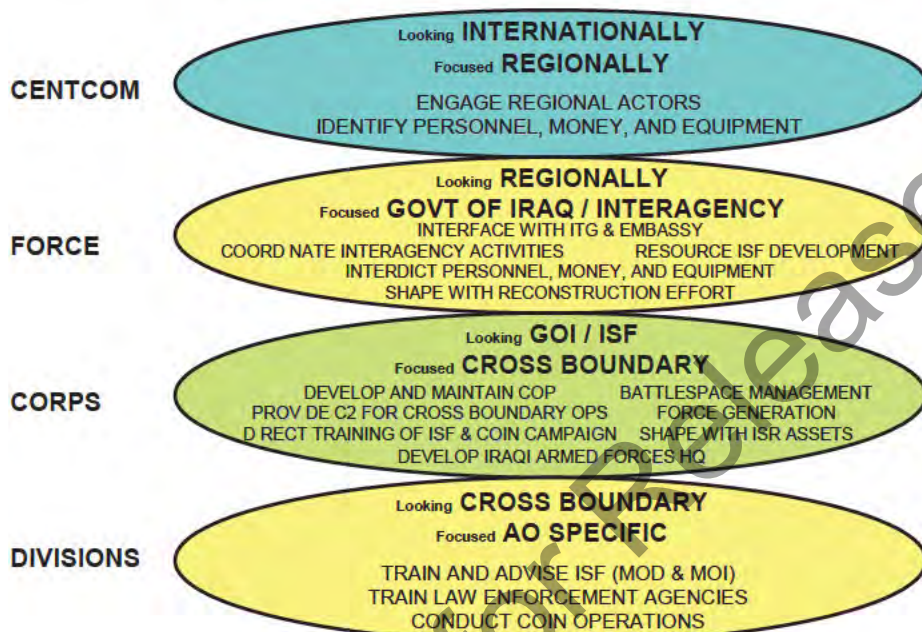 CENTCOM
Looking INTERNATIONALLY
Focused REGIONALLY
ENGAGE REGIONAL ACTORS
IDENTIFY PERSONNEL, MONEY, AND EQUIPMENT
FORCE
Looking REGIONALLY
Focused GOVT OF IRAQ / INTERAGENCY
INTERFACE WITH ITG & EMBASSY
COORD NATE INTERAGENCY ACTIVITIES RESOURCE ISF DEVELOPMENT
INTERDICT PERSONNEL, MONEY, AND EQUIPMENT
SHAPE WITH RECONSTRUCTION EFFORT
CORPS
Looking GOI / ISF
Focused CROSS BOUNDARY
DEVELOP AND MAINTAIN COP BATTLESPACE MANAGEMENT
PROV DE C2 FOR CROSS BOUNDARY OPS FORCE GENERATION
D RECT TRAINING OF ISF & COIN CAMPAIGN SHAPE WITH ISR ASSETS
DEVELOP IRAQI ARMED FORCES HQ
DIVISIONS
Looking CROSS BOUNDARY
Focused AO SPECIFIC
TRAIN AND ADVISE ISF (MOD & MOI)
TRAIN LAW ENFORCEMENT AGENCIES
CONDUCT COIN OPERATIONS
for Release